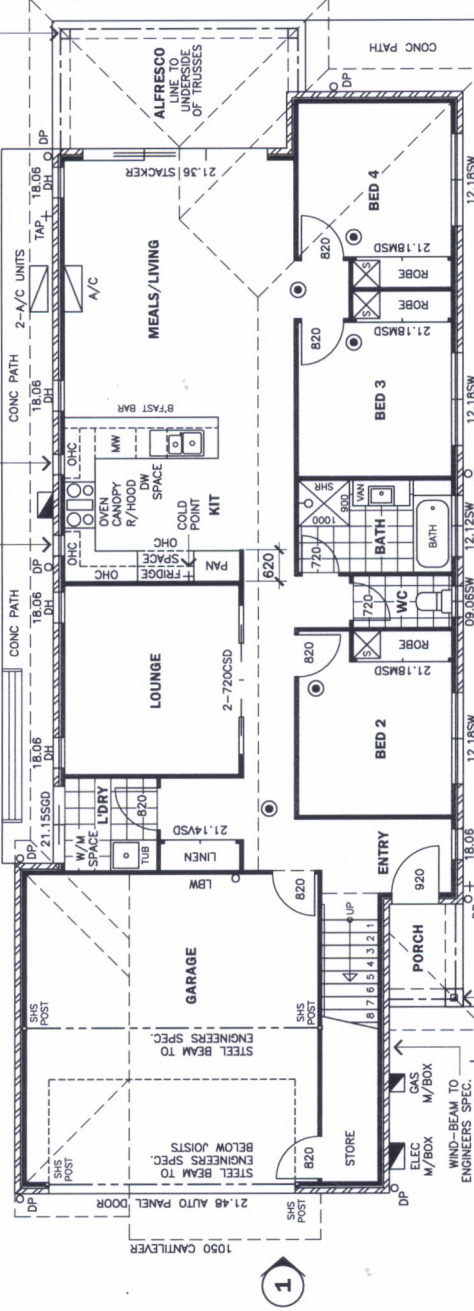 CONC PATH
DP
ALFRESCO
LINE TO
UNDERSIDE
OF TRUSSES
DP
18.06
DH
21.36 STACKER
TAP
2-A/C UNITS
A/C
MEALS/LIVING
BED 4
820
21.18MSD
ROBE
S
12.18SW
CONC PATH
18.06
DH
B'FAST BAR
S
ROBE
820
21.18MSD
BED 3
12.18SW
OHC
MW
OVEN
CANOPY
R/HOOD
DW
SPACE
KIT
COLD
POINT
OHC
OHC
OHC
FRIDGE
SPACE
PAN
620
SHR
900
1000
VAN
BATH
BATH
720
12.12SW
DP
CONC PATH
18.06
DH
LOUNGE
2-720CSD
720
WC
09.06SW
820
S
ROBE
21.18MSD
BED 2
12.18SW
18.06
DH
21.15SGD
L'DRY
W/M
SPACE
TUB
820
21.14VSD
LINEN
ENTRY
18.06
DP
LBW
820
920
GARAGE
UP
1
2
3
4
5
6
7
8
PORCH
SHS
POST
SHS
POST
STEEL BEAM TO
ENGINEERS SPEC.
STEEL BEAM TO
ENGINEERS SPEC.
BELOW JOISTS
SHS
POST
820
STORE
GAS
M/BOX
ELEC
M/BOX
WIND-BEAM TO
ENGINEERS SPEC.
DP
21.48 AUTO PANEL DOOR
SHS
POST
DP
1050 CANTILEVER
1